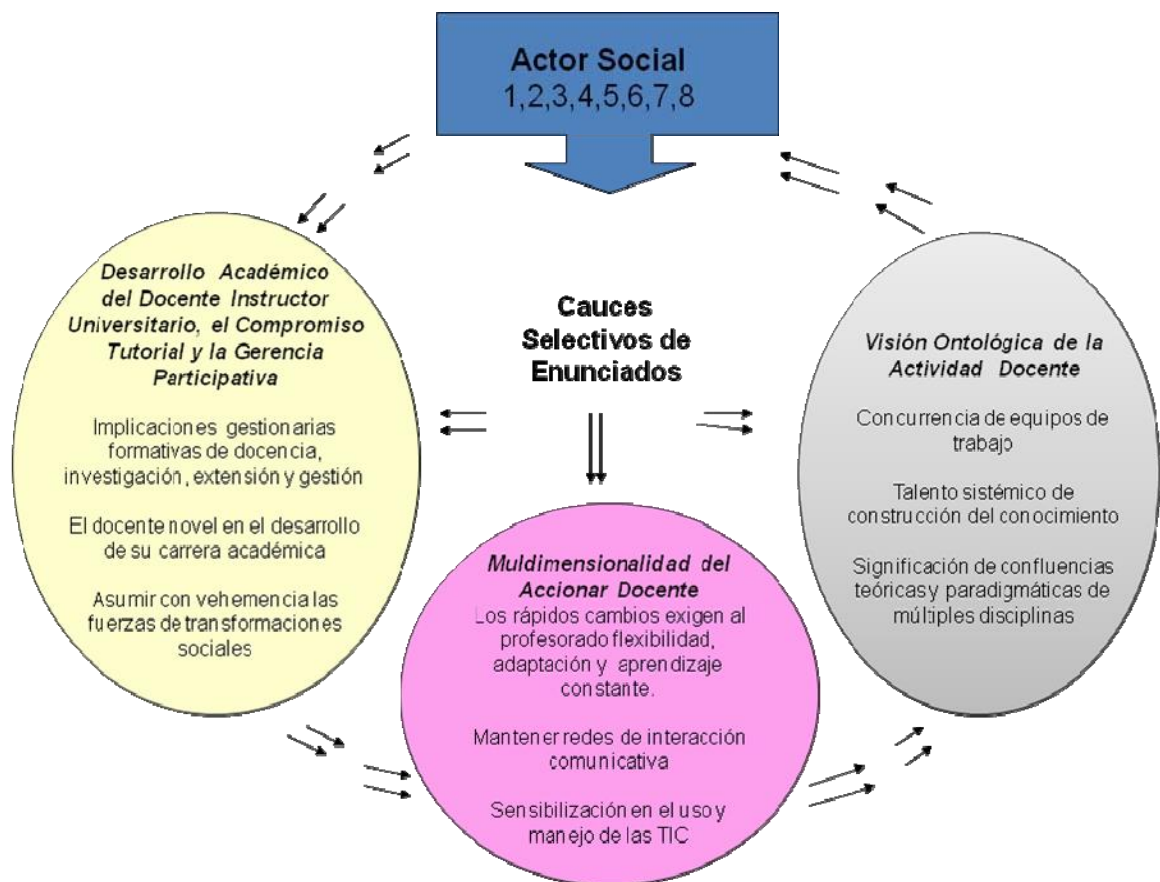 Actor Social
1,2,3,4,5,6,7,8
Desarrollo Académico
del Docente Instructor
Universitario, el Compromiso
Tutorial y la Gerencia
Participativa
Implicaciones gestionarias
formativas de docencia,
investigación, extensión y gestión
El docente novel en el desarrollo
de su carrera académica
Asumir con vehemencia las
fuerzas de transformaciones
sociales
Cauces
Selectivos de
Enunciados
Visión Ontológica de la
Actividad Docente
Concurrencia de equipos de
trabajo
Talento sistémico de
construcción del conocimiento
Significación de confluencias
teóricas y paradigmáticas de
múltiples disciplinas
Muldimensionalidad del
Accionar Docente
Los rápidos cambios exigen al
profesorado flexibilidad,
adaptación y aprendizaje
constante.
Mantener redes de interacción
comunicativa
Sensibilización en el uso y
manejo de las TIC